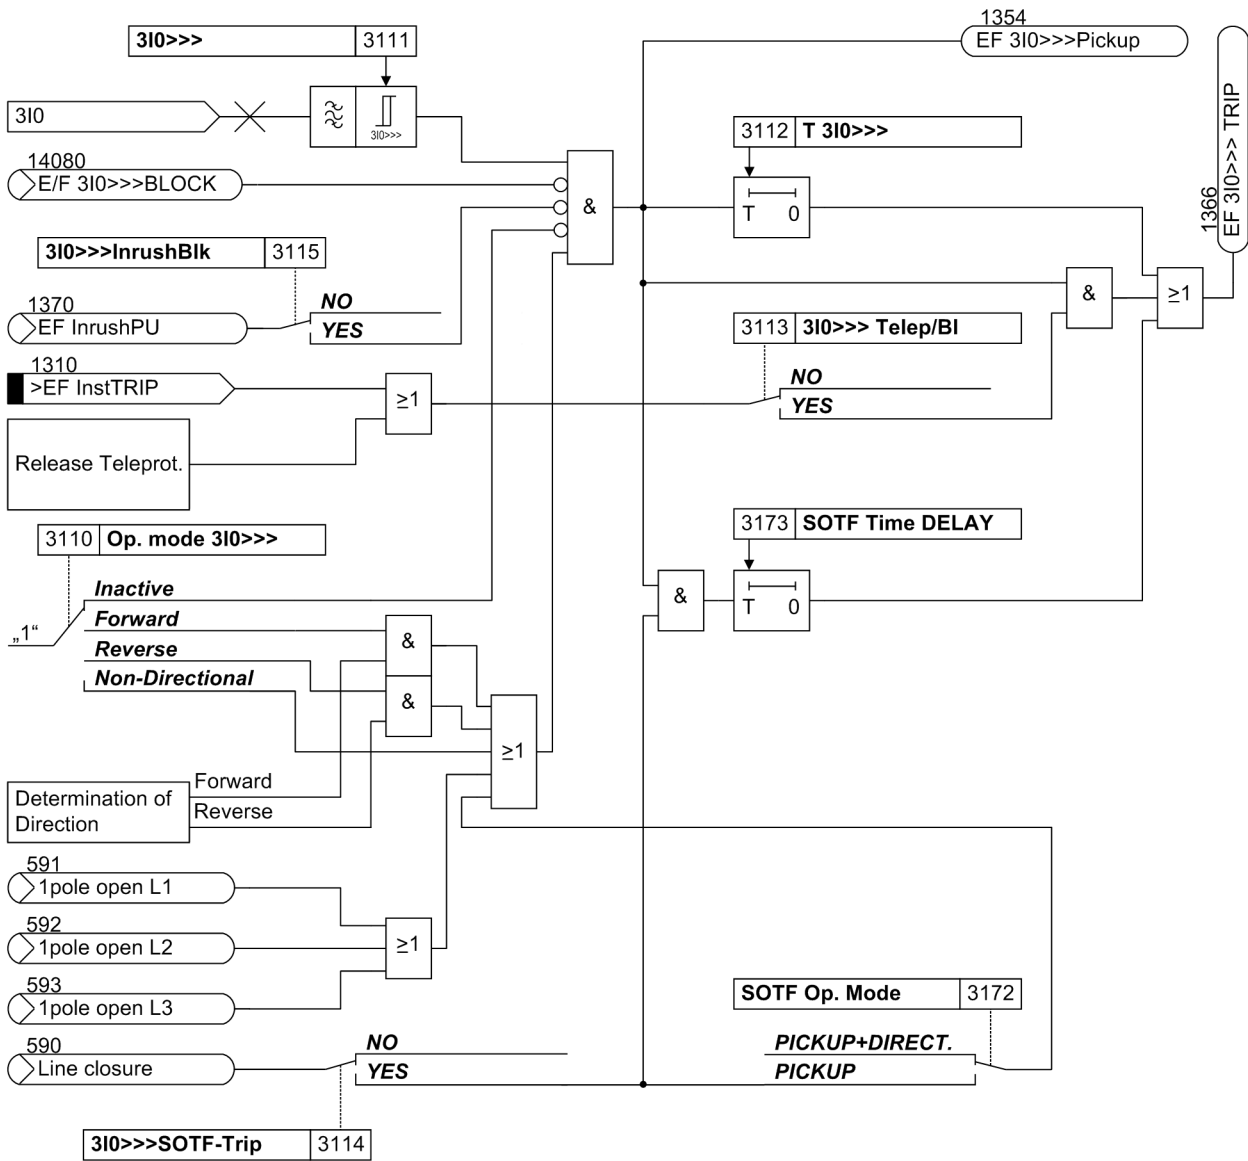 1354
EF 3I0>>>Pickup
3I0>>> 3111
3I0
3I0>>>
14080
E/F 3I0>>>BLOCK
3112 T 3I0>>>
T 0
1366
EF 3I0>>> TRIP
&
3I0>>>InrushBlk 3115
1370
EF InrushPU
NO
YES
&
≥1
3113 3I0>>> Telep/BI
NO
YES
1310
>EF InstTRIP
≥1
Release Teleprot.
3110 Op. mode 3I0>>>
3173 SOTF Time DELAY
&
T 0
„1“
Inactive
Forward
Reverse
Non-Directional
&
&
≥1
Determination of
Direction
Forward
Reverse
591
1pole open L1
592
1pole open L2
≥1
593
1pole open L3
SOTF Op. Mode 3172
590
Line closure
NO
YES
PICKUP+DIRECT.
PICKUP
3I0>>>SOTF-Trip 3114